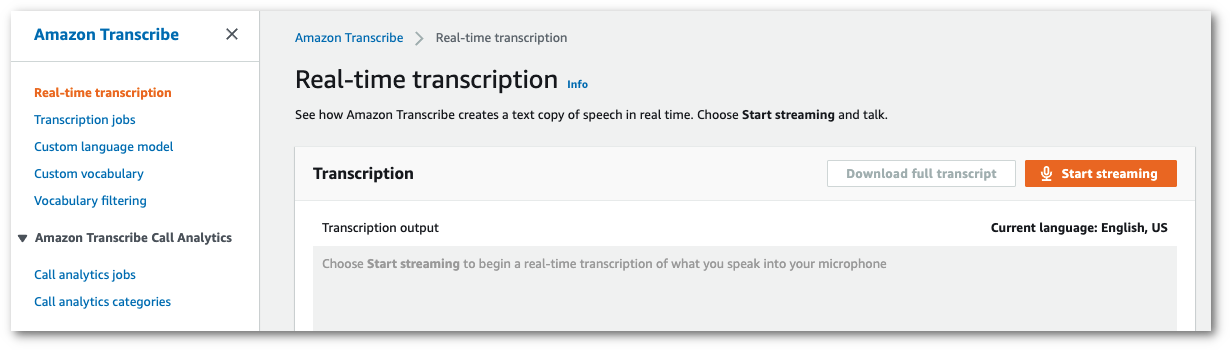 Amazon Transcribe
Real-time transcription
Transcription jobs
Custom language model
Custom vocabulary
Vocabulary filtering
Amazon Transcribe Call Analytics
Call analytics jobs
Call analytics categories
Amazon Transcribe Real-time transcription
Real-time transcription Info
See how Amazon Transcribe creates a text copy of speech in real time. Choose Start streaming and talk.
Transcription Download full transcript Start streaming
Transcription output Current language: English, US
Choose Start streaming to begin a real-time transcription of what you speak into your microphone